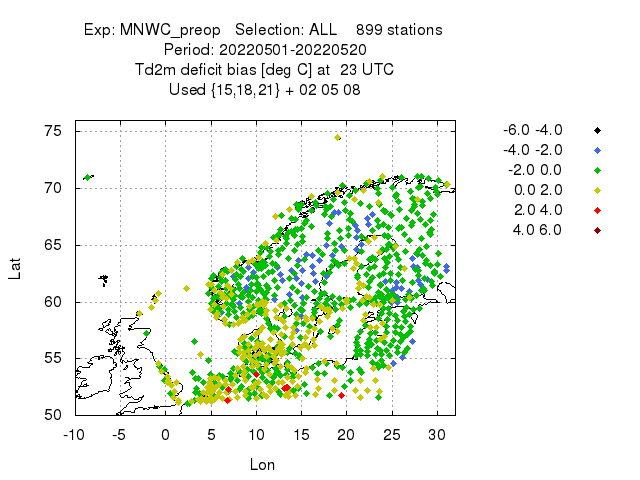 Exp: MNWC_preop   Selection: ALL    899 stations
Period: 20220501-20220520
Td2m deficit bias [deg C] at  23 UTC
Used {15,18,21} + 02 05 08
-6.0 -4.0
-4.0 -2.0
-2.0 0.0
0.0 2.0
2.0 4.0
4.0 6.0
75
70
65
60
55
50
Lat
-10 -5 0 5 10 15 20 25 30
Lon